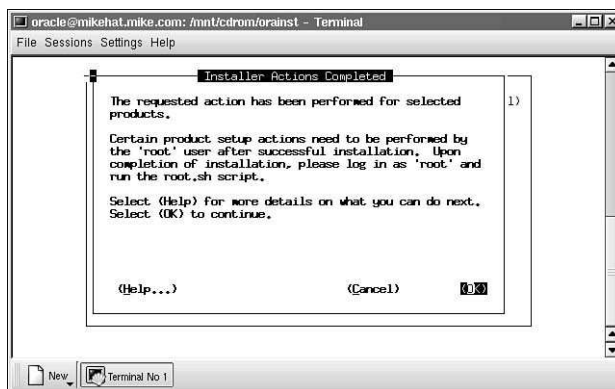 oracle@mikehat.mike.com: /mnt/cdrom/orainst - Terminal
File Sessions Settings Help
Installer Actions Completed
1)
The requested action has been performed for selected
products.
Certain product setup actions need to be performed by
the 'root' user after successful installation. Upon
completion of installation, please log in as 'root' and
run the root.sh script.
Select (Help) for more details on what you can do next.
Select (OK) to continue.
(Help...) (Cancel) (OK)
New Terminal No 1